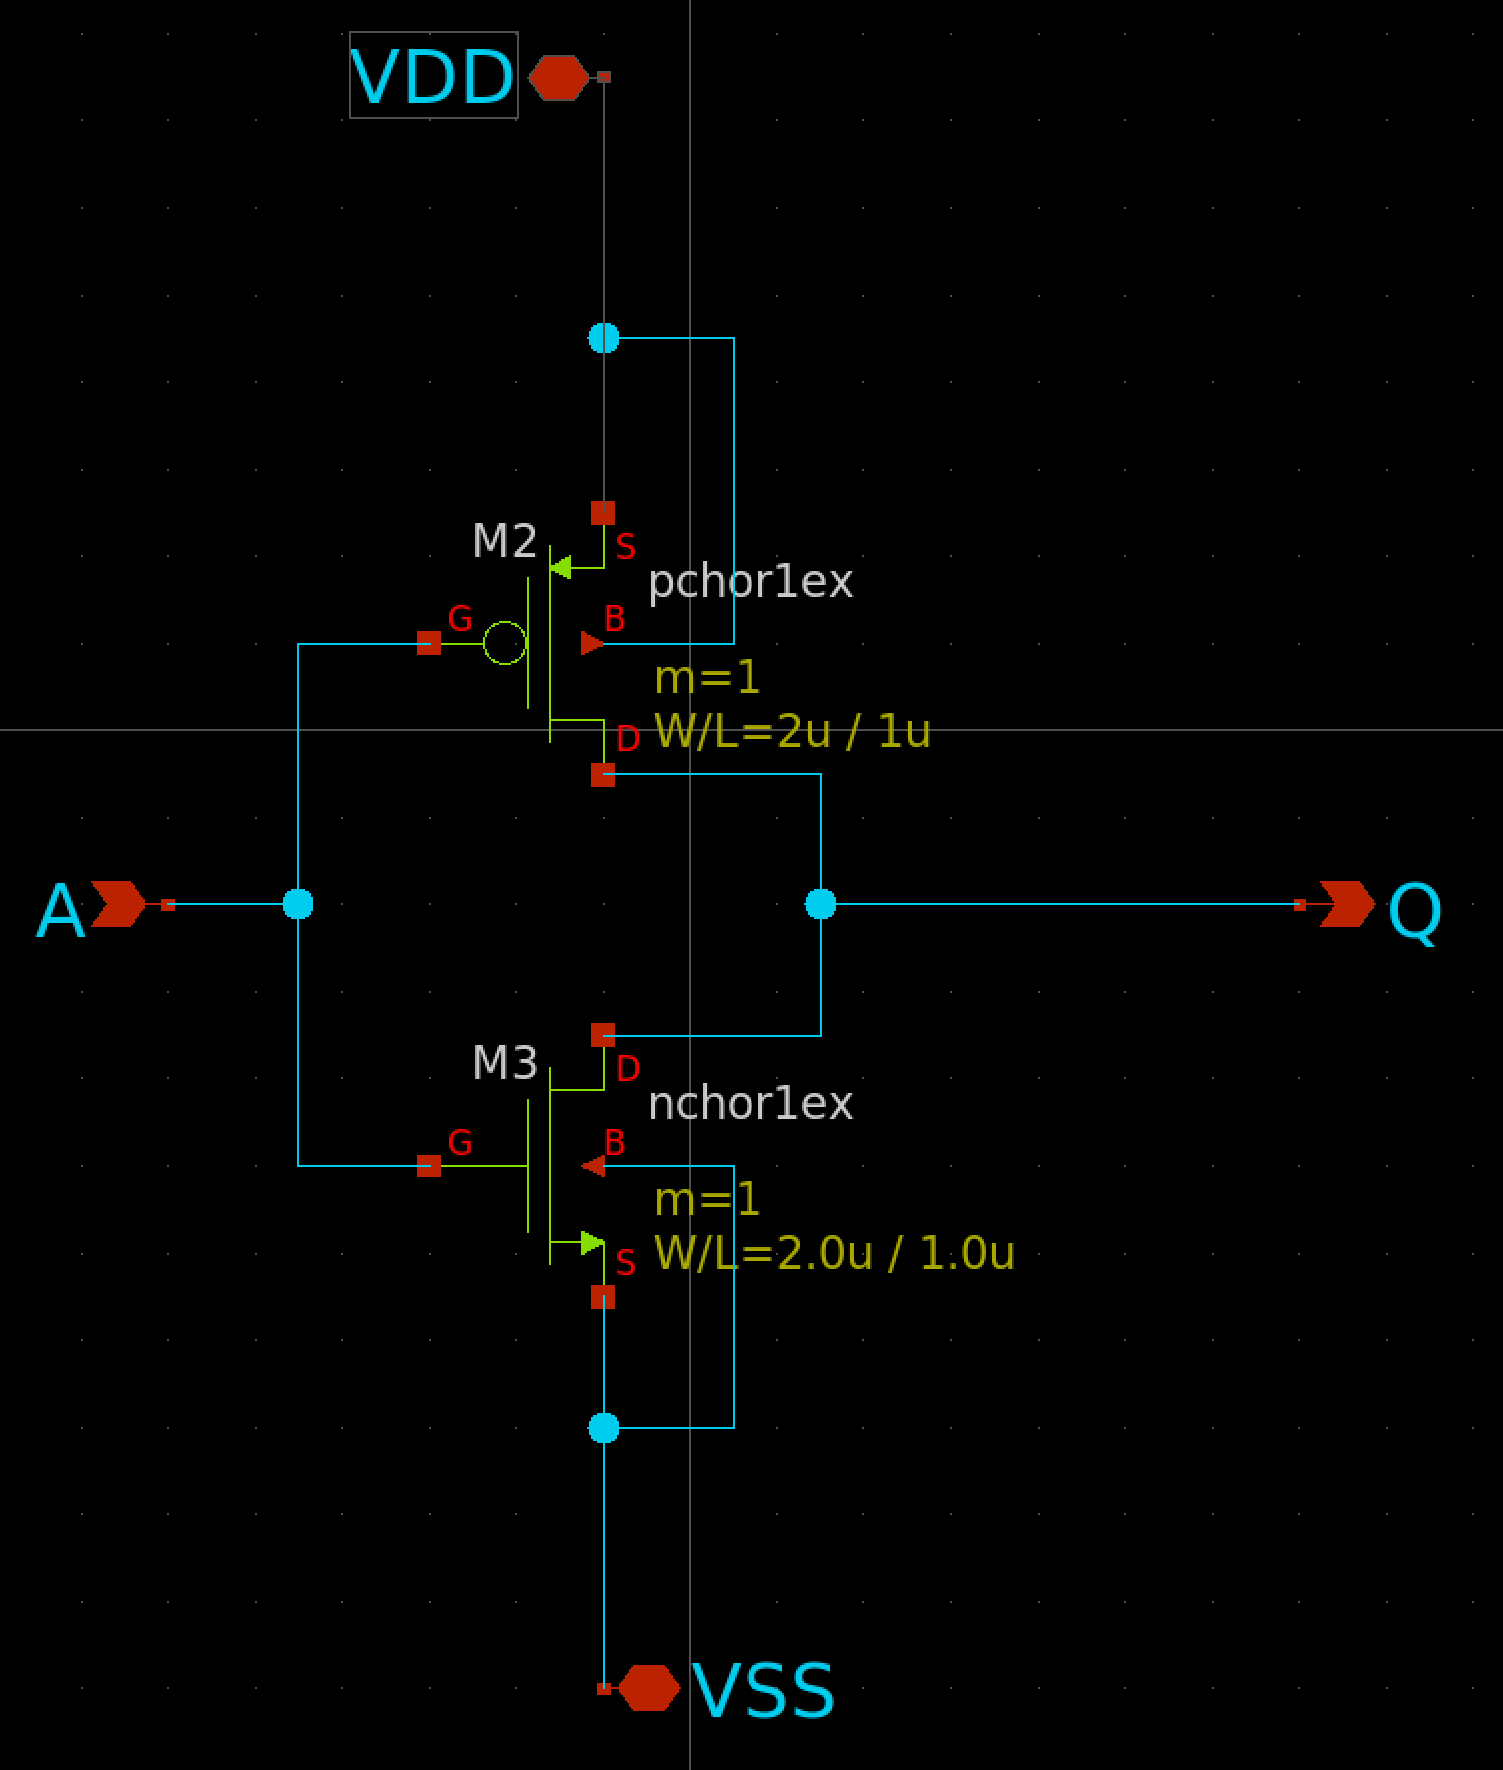 VDD
M2
S
pchor1ex
G
B
m=1
W/L=2u / 1u
D
A
Q
M3
D
nchor1ex
G
B
m=1
W/L=2.0u / 1.0u
S
VSS